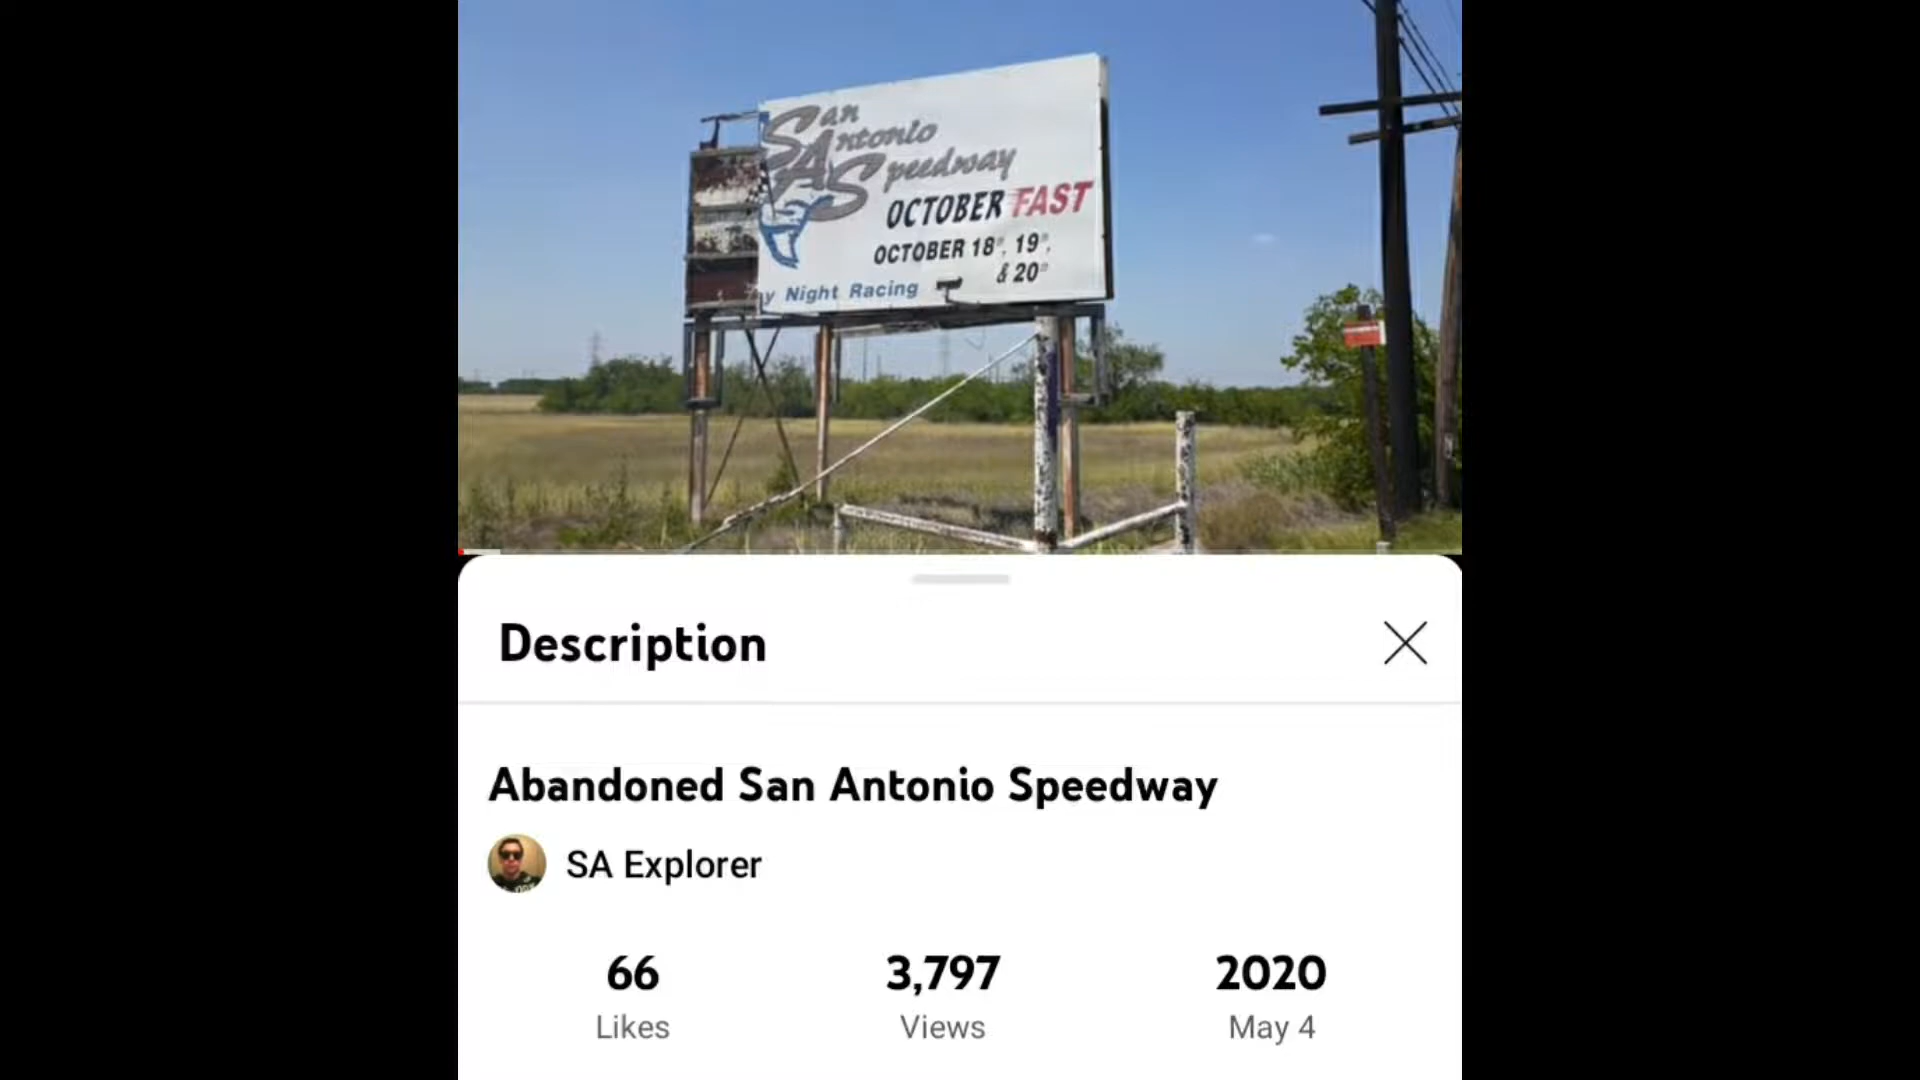 San
Antonio
Speedway
OCTOBER FAST
OCTOBER 18th, 19th,
& 20th
y Night Racing
Description
Abandoned San Antonio Speedway
SA Explorer
66
3,797
2020
Likes
Views
May 4